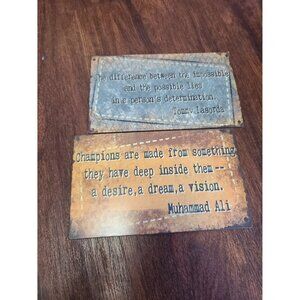 The difference between the impossible
and the possible lies
in a person's determination.
Tommy Lasorda
Champions are made from something
they have deep inside them--
a desire, a dream, a vision.
Muhammad Ali